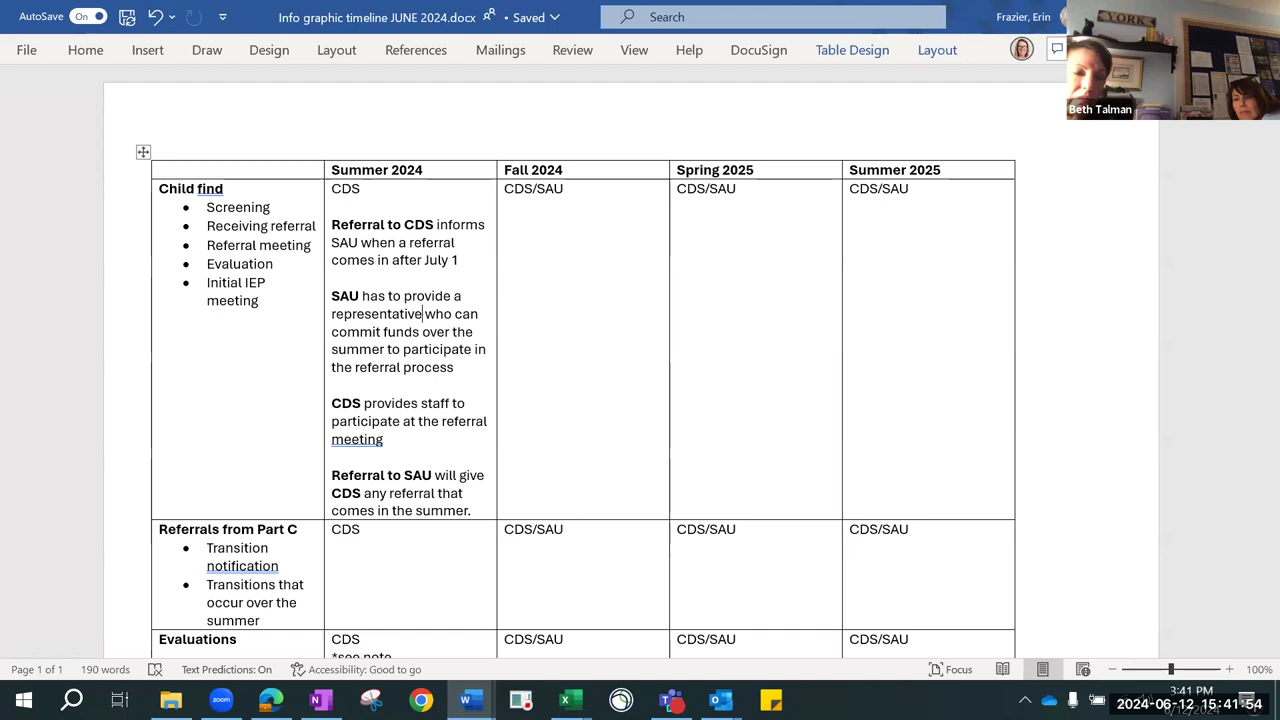 AutoSave On
Info graphic timeline JUNE 2024.docx
• Saved
Search
Frazier, Erin
File Home Insert Draw Design Layout References Mailings Review View Help DocuSign Table Design Layout
YORK
Beth Talman
Summer 2024 Fall 2024 Spring 2025 Summer 2025
Child find
• Screening
• Receiving referral
• Referral meeting
• Evaluation
• Initial IEP
meeting
CDS
Referral to CDS informs
SAU when a referral
comes in after July 1
SAU has to provide a
representative who can
commit funds over the
summer to participate in
the referral process
CDS provides staff to
participate at the referral
meeting
Referral to SAU will give
CDS any referral that
comes in the summer.
CDS/SAU
CDS/SAU
CDS/SAU
Referrals from Part C
• Transition
notification
• Transitions that
occur over the
summer
CDS
CDS/SAU
CDS/SAU
CDS/SAU
Evaluations
CDS
*see note
CDS/SAU
CDS/SAU
CDS/SAU
Page 1 of 1 190 words Text Predictions: On Accessibility: Good to go Focus 100%
zoom
3:41 PM
2024-06-12 15:41:54